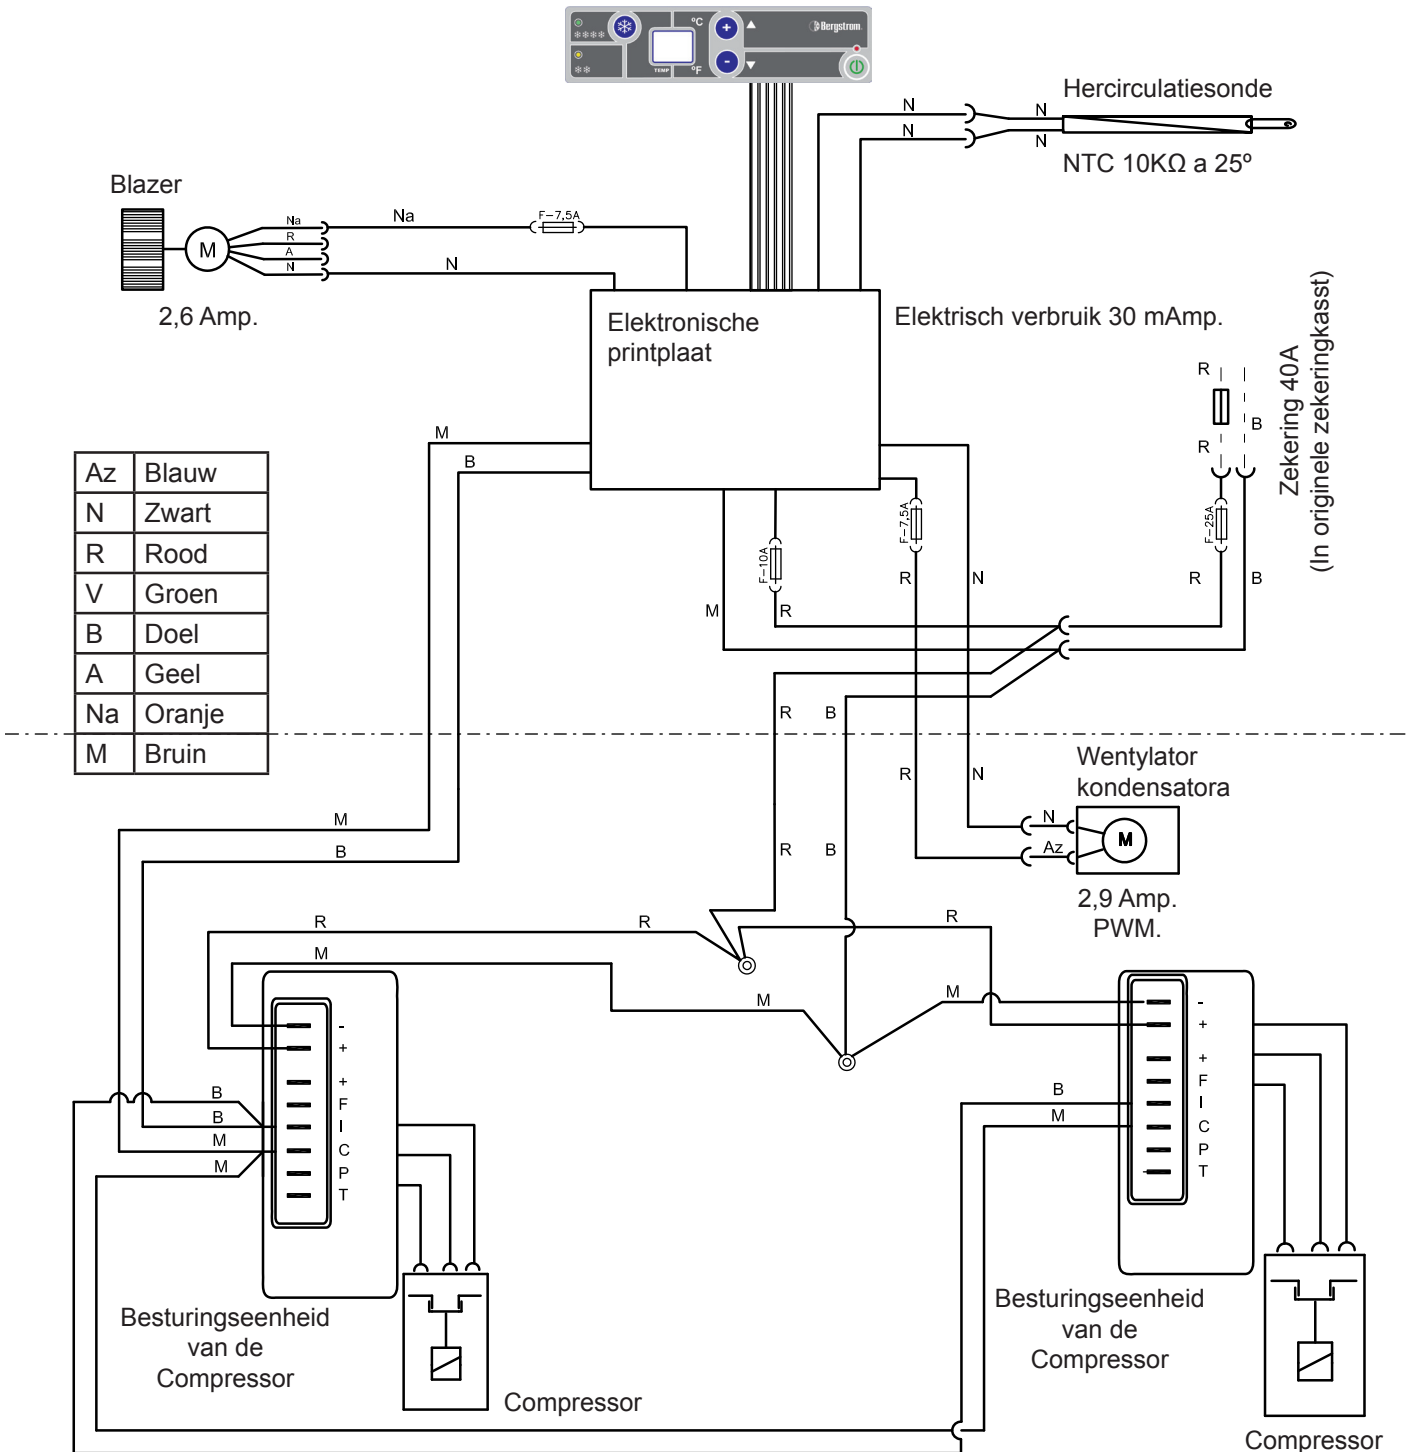 °C
Bergstrom
TEMP
°F
Hercirculatiesonde
N
N
N
N
NTC 10KΩ a 25º
Blazer
Na
R
A
N
Na
F-7,5A
N
M
2,6 Amp.
Elektronische
printplaat
Elektrisch verbruik 30 mAmp.
Zekering 40A
(In originele zekeringkasst)
R
B
R
M
B
F-10A
F-7,5A
F-25A
R
N
R
B
M
R
Az Blauw
N Zwart
R Rood
V Groen
B Doel
A Geel
Na Oranje
M Bruin
R
B
R
N
Wentylator
kondensatora
N
Az
M
2,9 Amp.
PWM.
M
B
R
B
R
R
R
M
M
M
-
+
+
F
I
C
P
T
B
B
M
M
-
+
+
F
I
C
P
T
B
M
Besturingseenheid
van de
Compressor
Compressor
Besturingseenheid
van de
Compressor
Compressor